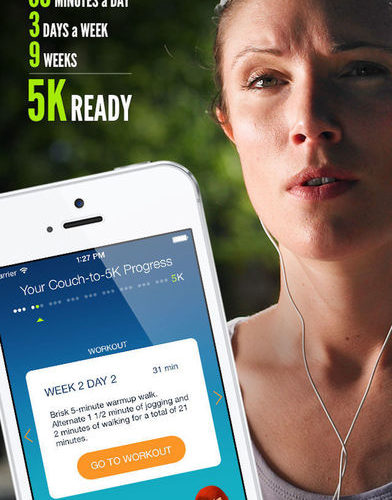 MINUTES a DAY
3 DAYS a WEEK
9 WEEKS
5K READY
1:27 PM
Your Couch-to-5K Progress
5K
WORKOUT
WEEK 2 DAY 2
31 min
Brisk 5-minute warmup walk.
Alternate 1 1/2 minute of jogging and
2 minutes of walking for a total of 21
minutes.
GO TO WORKOUT